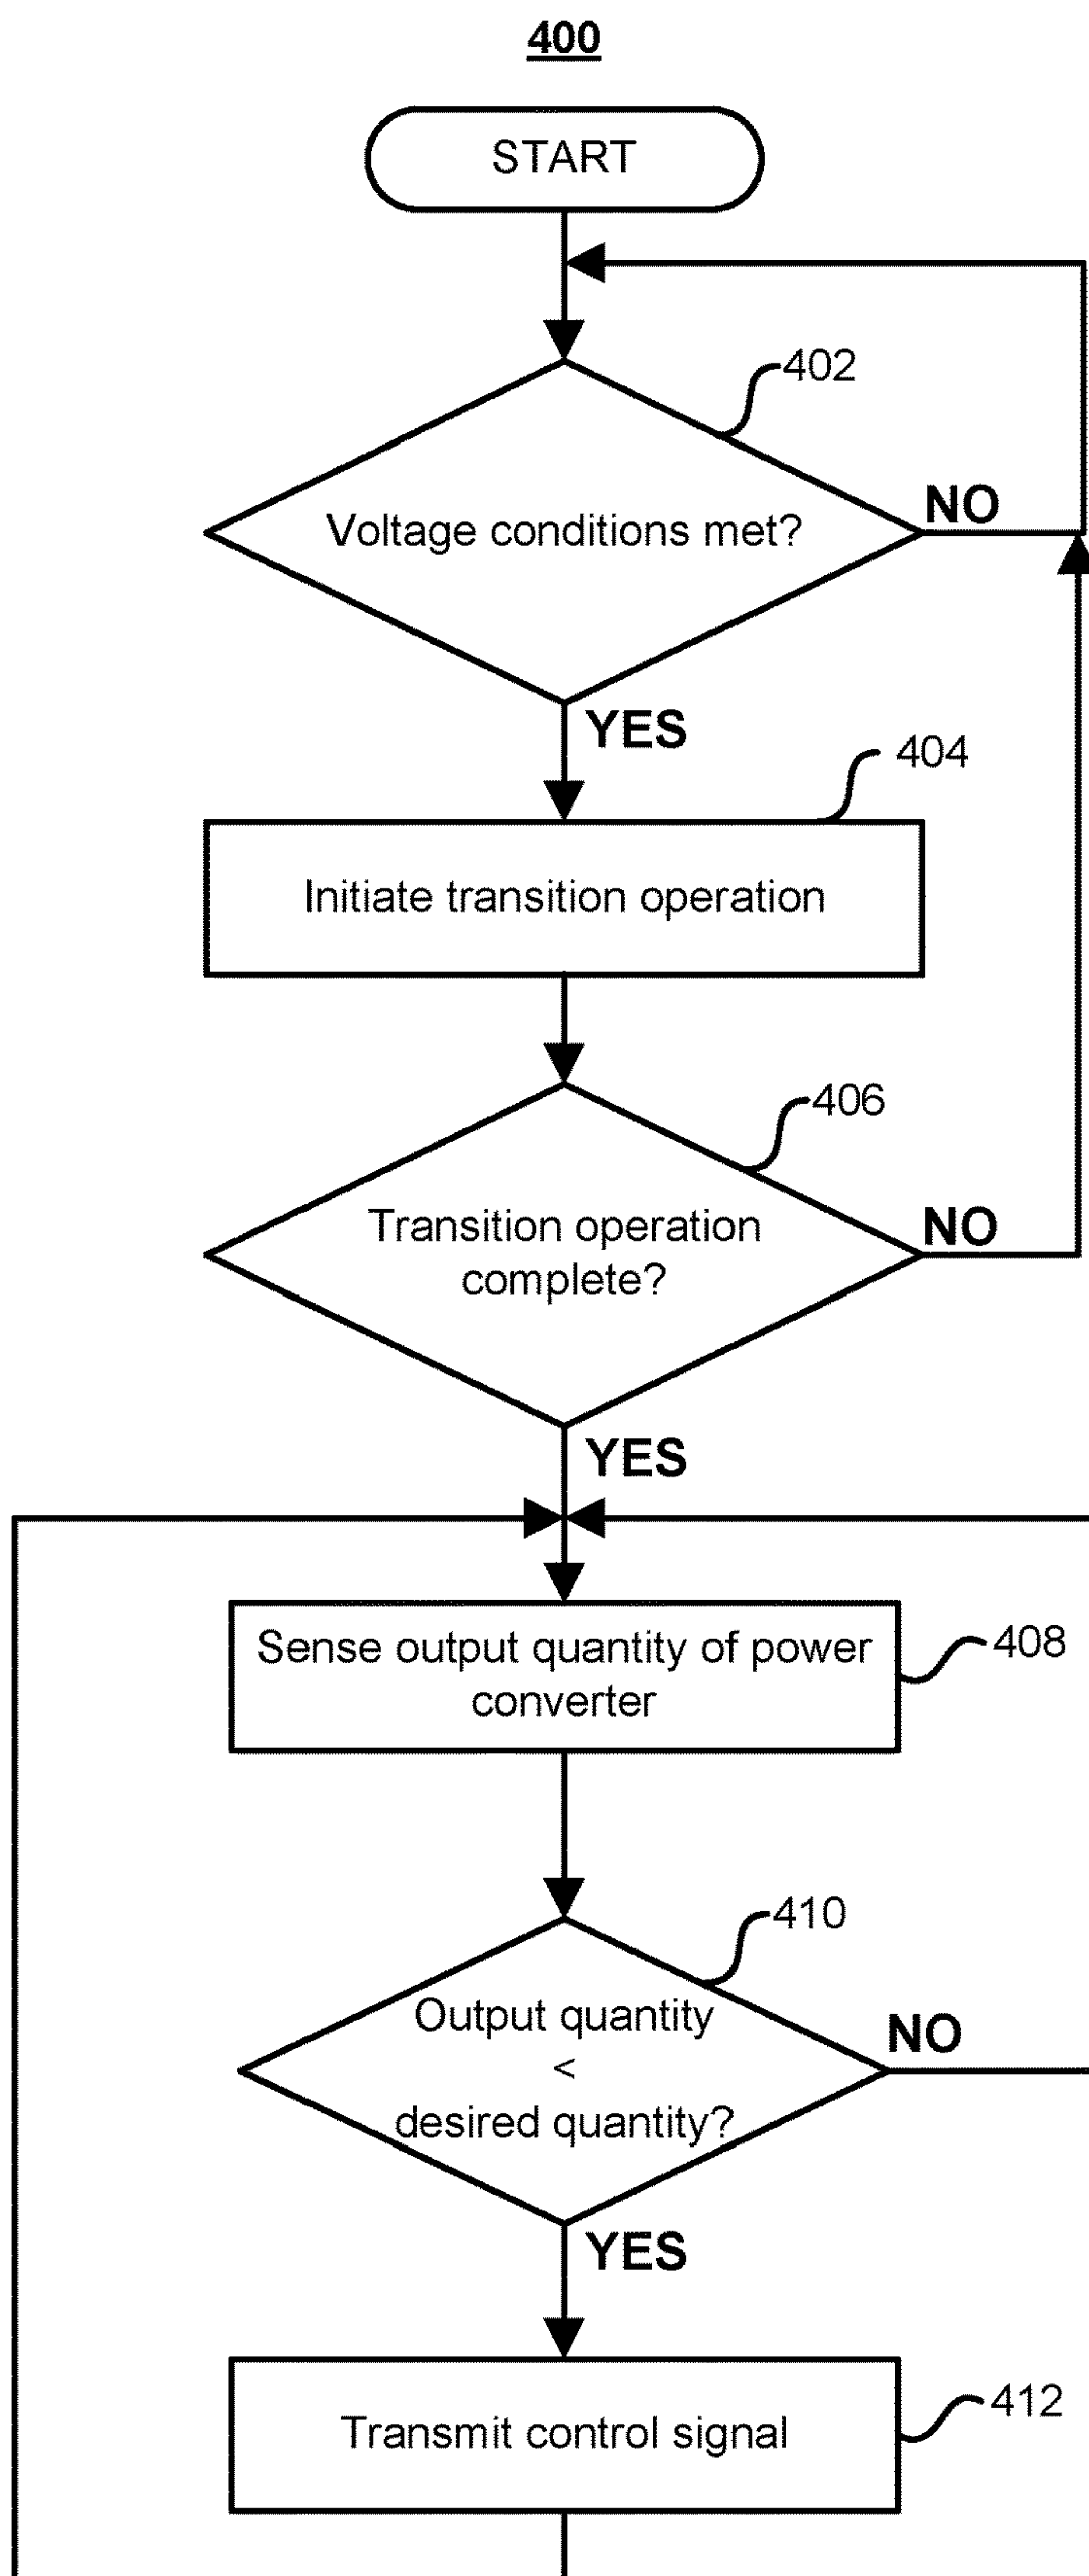 400
START
402
Voltage conditions met?
NO
YES
404
Initiate transition operation
406
Transition operation
complete?
NO
YES
Sense output quantity of power
converter
408
410
Output quantity
<
desired quantity?
NO
YES
Transmit control signal
412